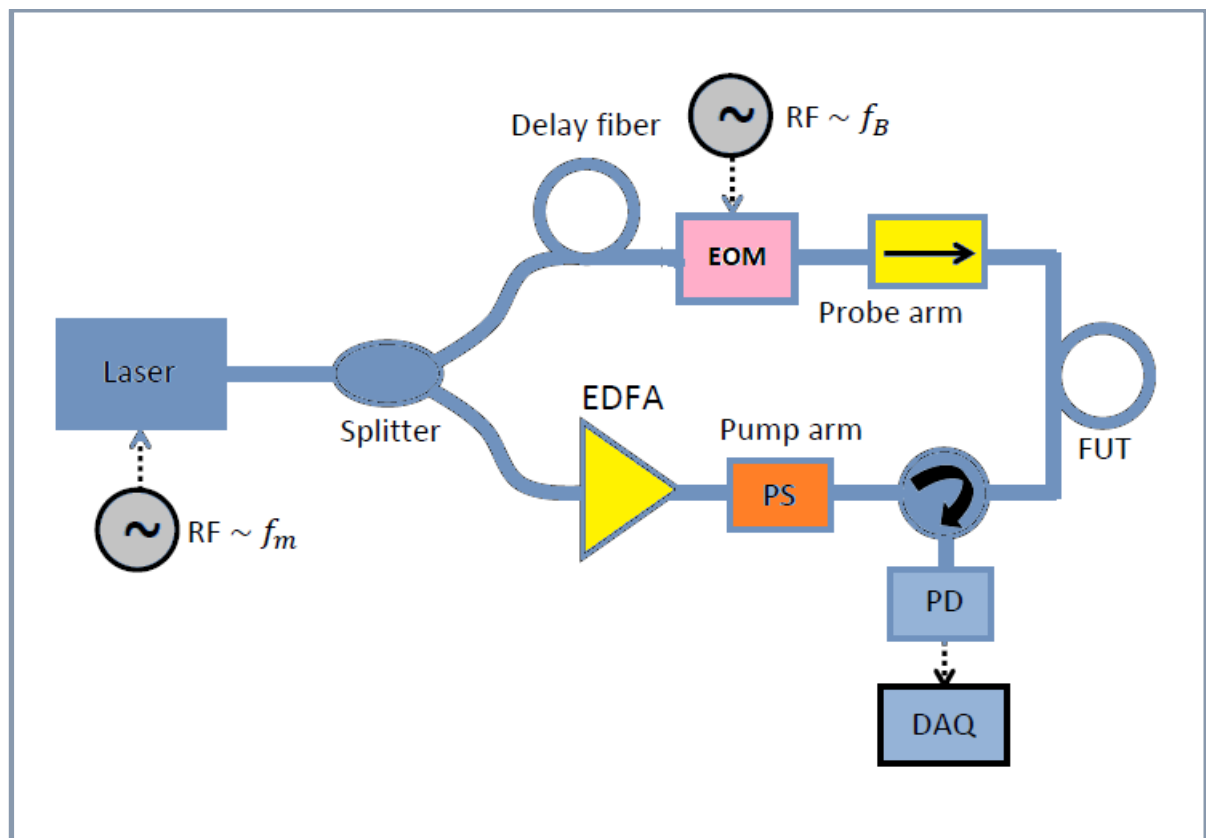 RF ~ f_B
Delay fiber
EOM
Probe arm
Laser
Splitter
EDFA
Pump arm
FUT
PS
RF ~ f_m
PD
DAQ